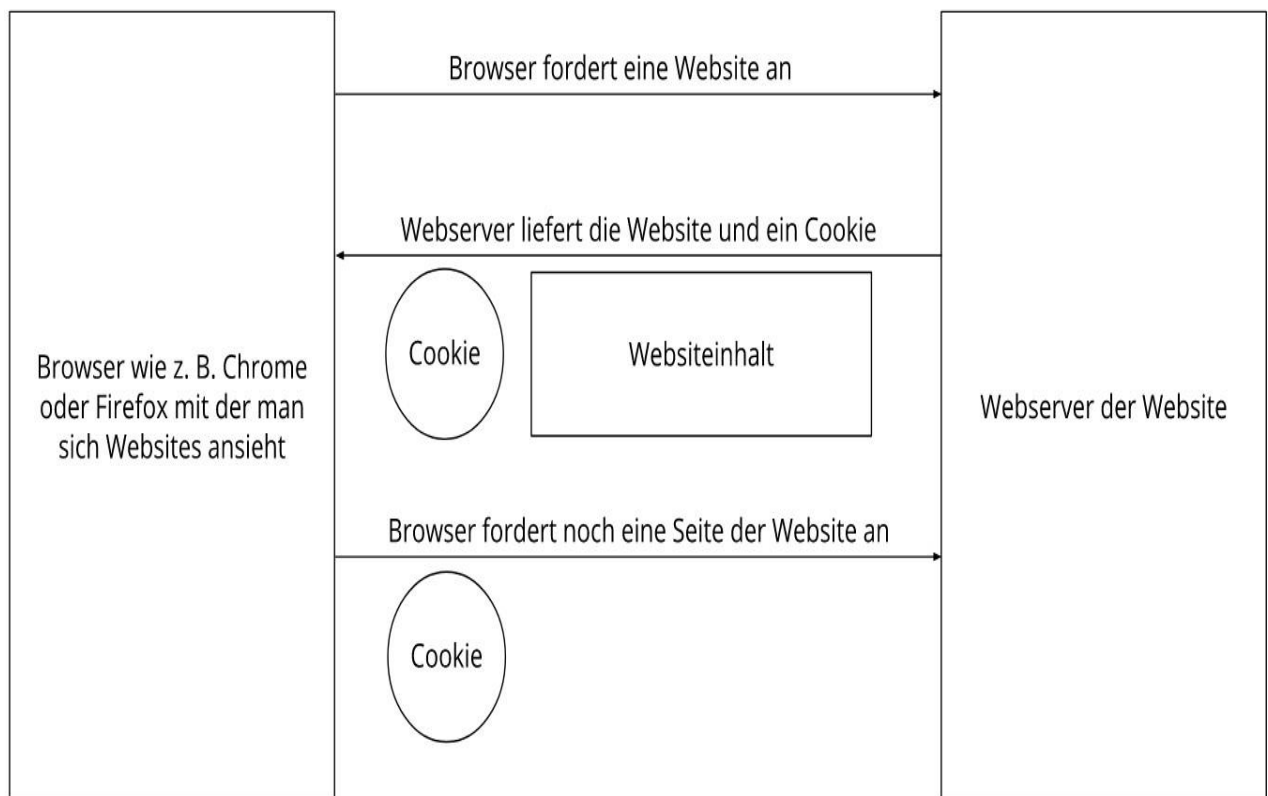 Browser fordert eine Website an
Webserver liefert die Website und ein Cookie
Cookie
Websiteinhalt
Browser wie z. B. Chrome
oder Firefox mit der man
sich Websites ansieht
Webserver der Website
Browser fordert noch eine Seite der Website an
Cookie